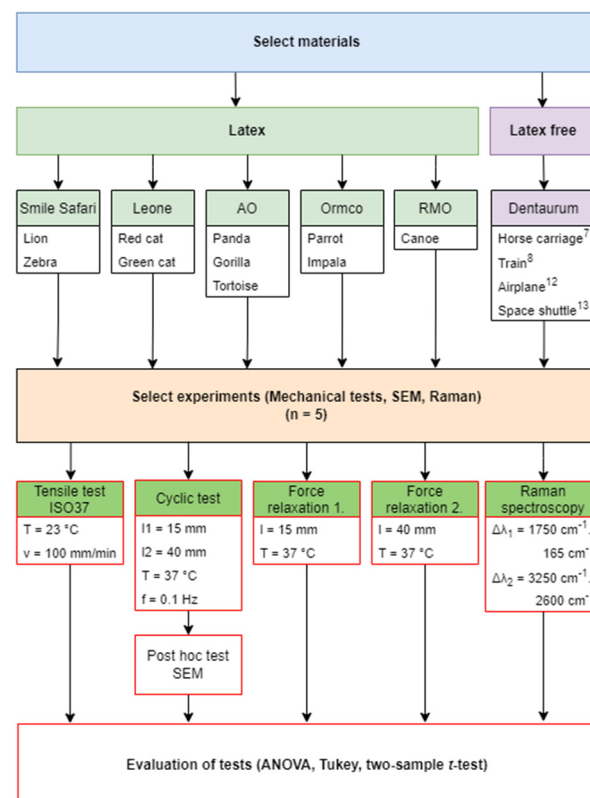 Select materials
Latex
Latex free
Smile Safari
Lion
Zebra
Leone
Red cat
Green cat
AO
Panda
Gorilla
Tortoise
Ormco
Parrot
Impala
RMO
Canoe
Dentaurum
Horse carriage⁷
Train⁸
Airplane¹²
Space shuttle¹³
Select experiments (Mechanical tests, SEM, Raman)
(n = 5)
Tensile test
ISO37
T = 23 °C
v = 100 mm/min
Cyclic test
l1 = 15 mm
l2 = 40 mm
T = 37 °C
f = 0.1 Hz
Post hoc test
SEM
Force
relaxation 1.
l = 15 mm
T = 37 °C
Force
relaxation 2.
l = 40 mm
T = 37 °C
Raman
spectroscopy
Δλ₁ = 1750 cm⁻¹.
165 cm⁻
Δλ₂ = 3250 cm⁻¹.
2600 cm⁻
Evaluation of tests (ANOVA, Tukey, two-sample t-test)